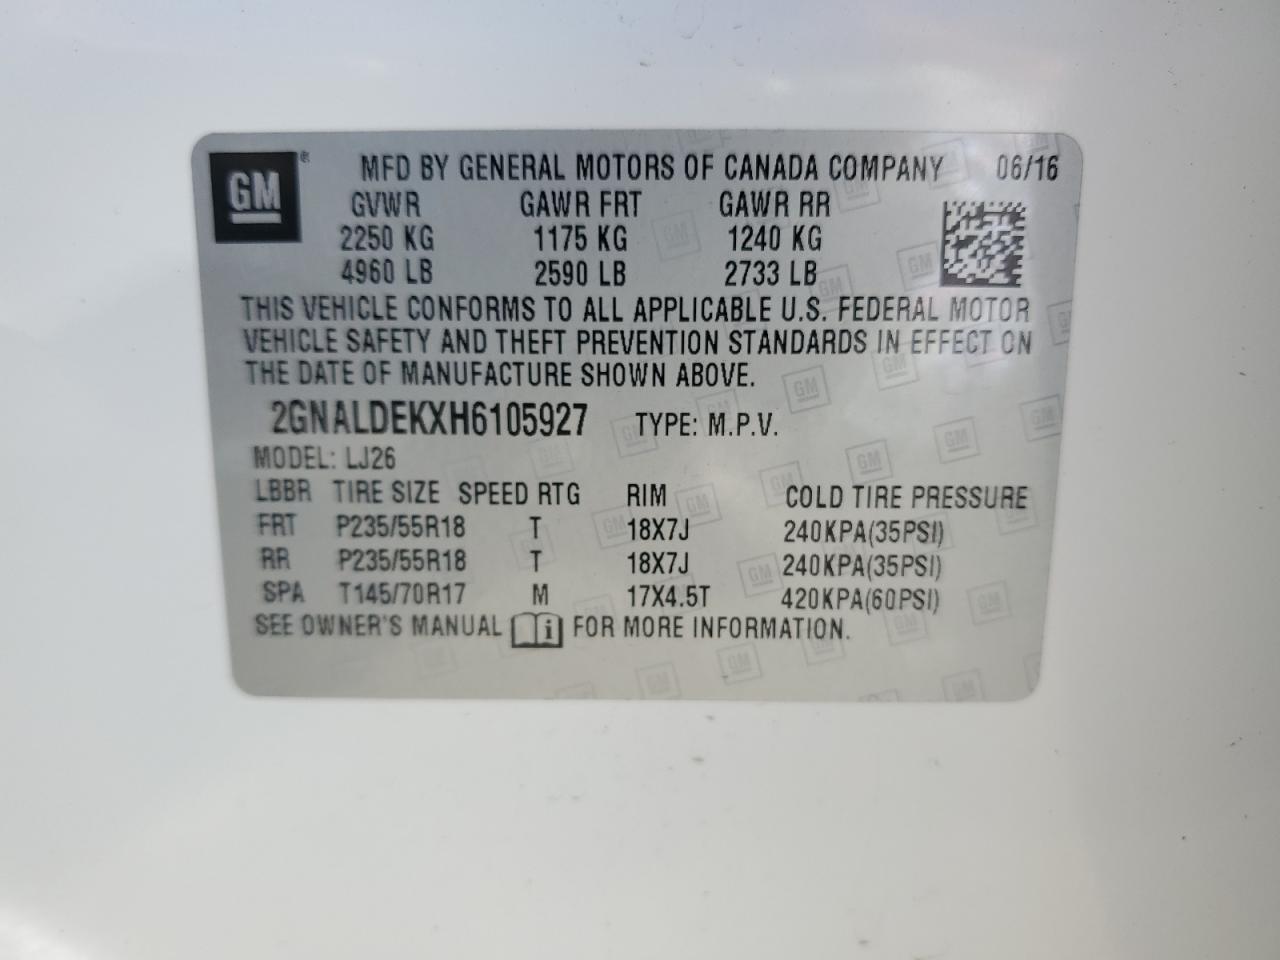 GM ® MFD BY GENERAL MOTORS OF CANADA COMPANY 06/16
GVWR GAWR FRT GAWR RR
2250 KG 1175 KG 1240 KG
4960 LB 2590 LB 2733 LB
THIS VEHICLE CONFORMS TO ALL APPLICABLE U.S. FEDERAL MOTOR
VEHICLE SAFETY AND THEFT PREVENTION STANDARDS IN EFFECT ON
THE DATE OF MANUFACTURE SHOWN ABOVE.
2GNALDEKXH6105927 TYPE: M.P.V.
MODEL: LJ26
LBBR TIRE SIZE SPEED RTG RIM COLD TIRE PRESSURE
FRT P235/55R18 T 18X7J 240KPA(35PSI)
RR P235/55R18 T 18X7J 240KPA(35PSI)
SPA T145/70R17 M 17X4.5T 420KPA(60PSI)
SEE OWNER'S MANUAL i FOR MORE INFORMATION.